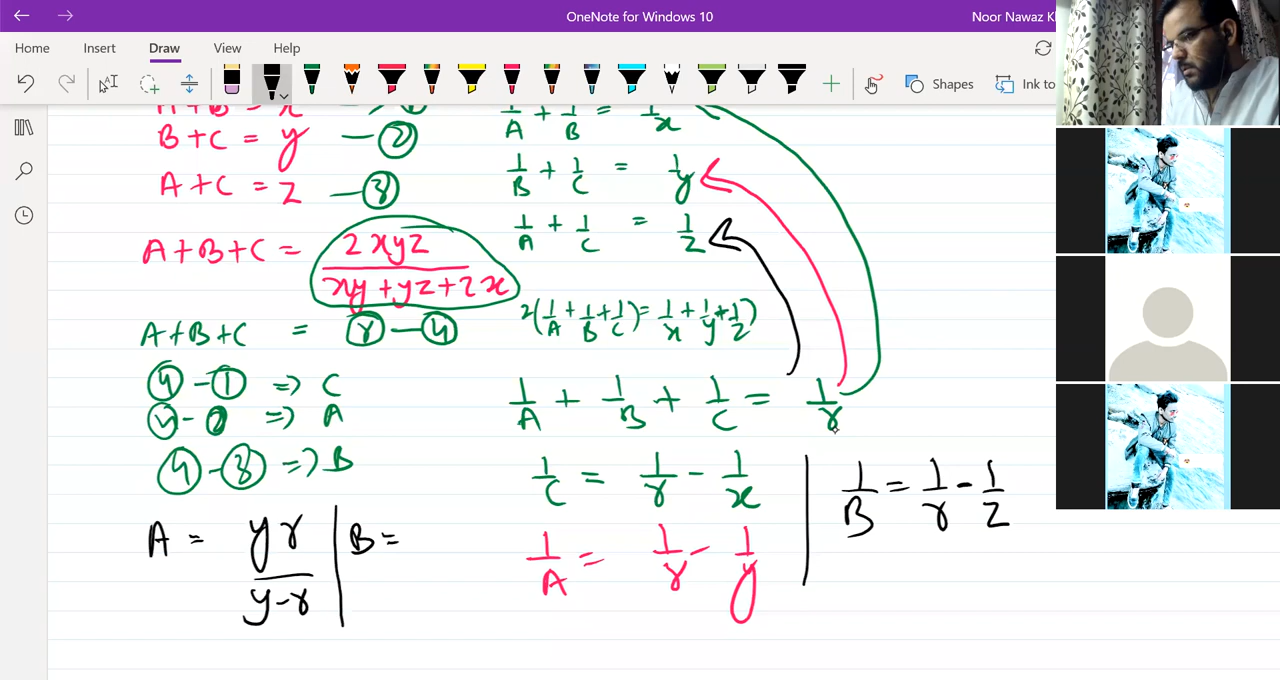 OneNote for Windows 10
Noor Nawaz K
Home Insert Draw View Help
Shapes
Ink to
A+B = x
B+C = y —②
A+C = z —③
A+B+C = 2xyz / xy+yz+zx
A+B+C = r —④
④-① => C
④-② => A
④-③ => B
A = yr / y-r | B =
1/A + 1/B = 1/x
1/B + 1/C = 1/y
1/A + 1/C = 1/z
2(1/A + 1/B + 1/C) = 1/x + 1/y + 1/z)
1/A + 1/B + 1/C = 1/r
1/C = 1/r - 1/x
1/A = 1/r - 1/y
1/B = 1/r - 1/z